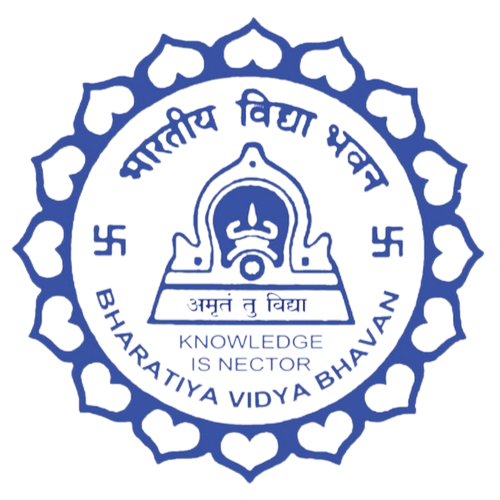 भारतीय विद्या भवन
अमृतं तु विद्या
KNOWLEDGE
IS NECTOR
BHARATIYA VIDYA BHAVAN